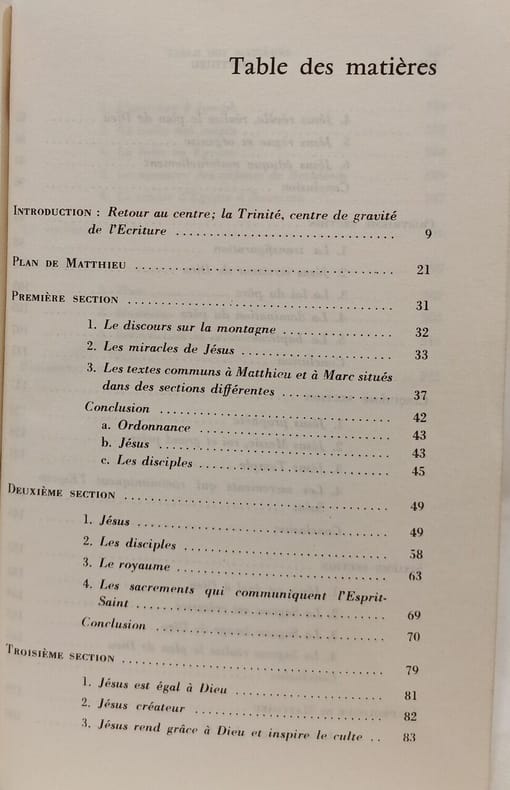 Table des matières
INTRODUCTION : Retour au centre; la Trinité, centre de gravité
de l'Ecriture ........................................ 9
PLAN DE MATTHIEU ........................................ 21
PREMIÈRE SECTION ........................................ 31
1. Le discours sur la montagne .................. 32
2. Les miracles de Jésus ........................ 33
3. Les textes communs à Matthieu et à Marc situés
dans des sections différentes .................. 37
Conclusion ........................................ 42
a. Ordonnance ................................ 43
b. Jésus ........................................ 43
c. Les disciples ................................ 45
DEUXIÈME SECTION ........................................ 49
1. Jésus ........................................ 49
2. Les disciples ................................ 58
3. Le royaume ................................ 63
4. Les sacrements qui communiquent l'Esprit-
Saint ........................................ 69
Conclusion ........................................ 70
TROISIÈME SECTION ........................................ 79
1. Jésus est égal à Dieu ........................ 81
2. Jésus créateur ................................ 82
3. Jésus rend grâce à Dieu et inspire le culte .. 83